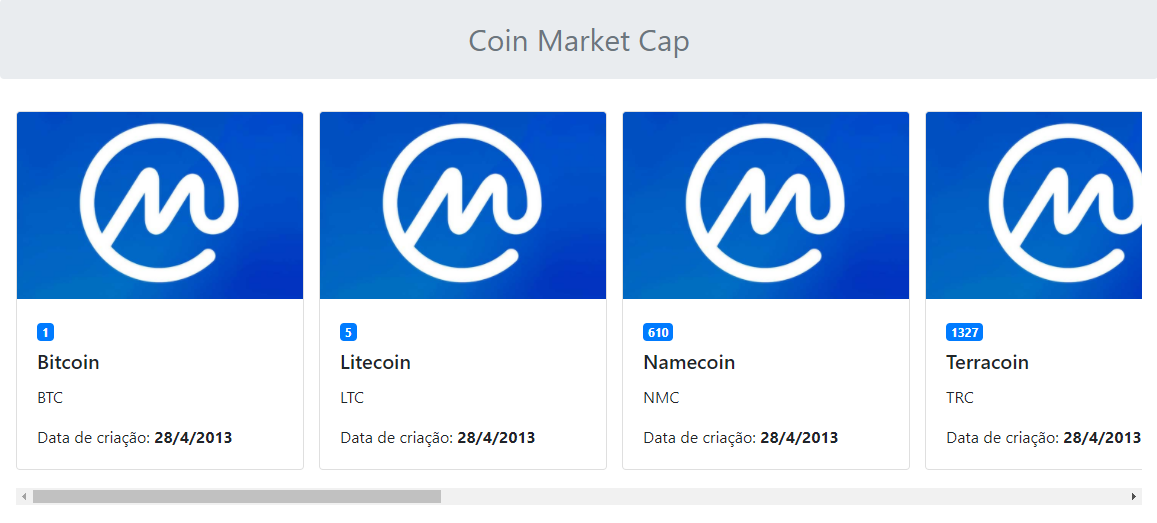 Coin Market Cap
1
Bitcoin
BTC
Data de criação: 28/4/2013
5
Litecoin
LTC
Data de criação: 28/4/2013
610
Namecoin
NMC
Data de criação: 28/4/2013
1327
Terracoin
TRC
Data de criação: 28/4/2013